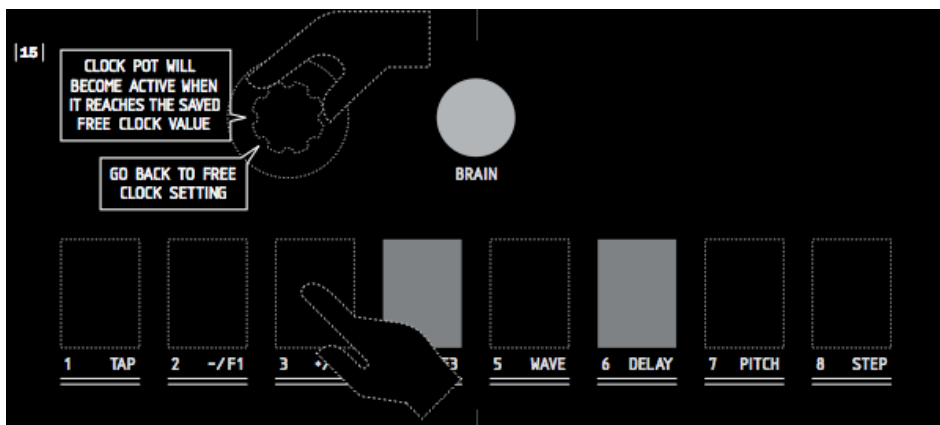 |15|
CLOCK POT WILL
BECOME ACTIVE WHEN
IT REACHES THE SAVED
FREE CLOCK VALUE
GO BACK TO FREE
CLOCK SETTING
BRAIN
1 TAP 2 -/F1 3 5 WAVE 6 DELAY 7 PITCH 8 STEP